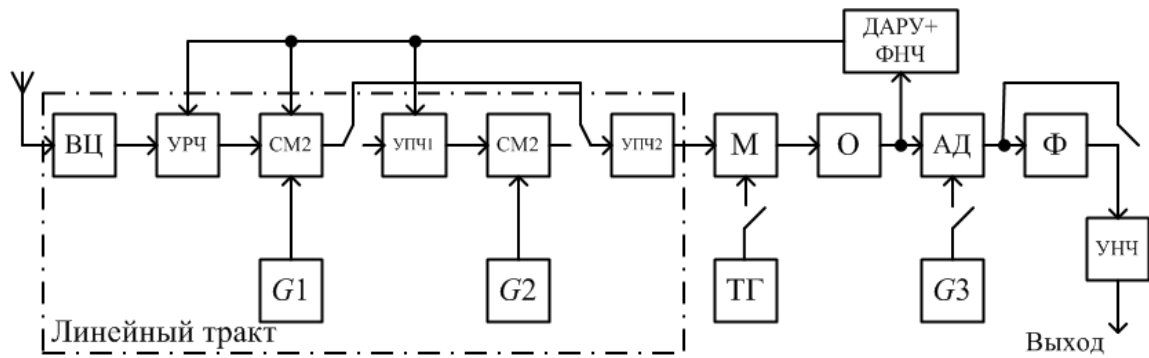 ДАРУ+
ФНЧ
ВЦ
УРЧ
СМ2
УПЧ1
СМ2
УПЧ2
М
О
АД
Ф
УНЧ
G1
G2
ТГ
G3
Линейный тракт
Выход